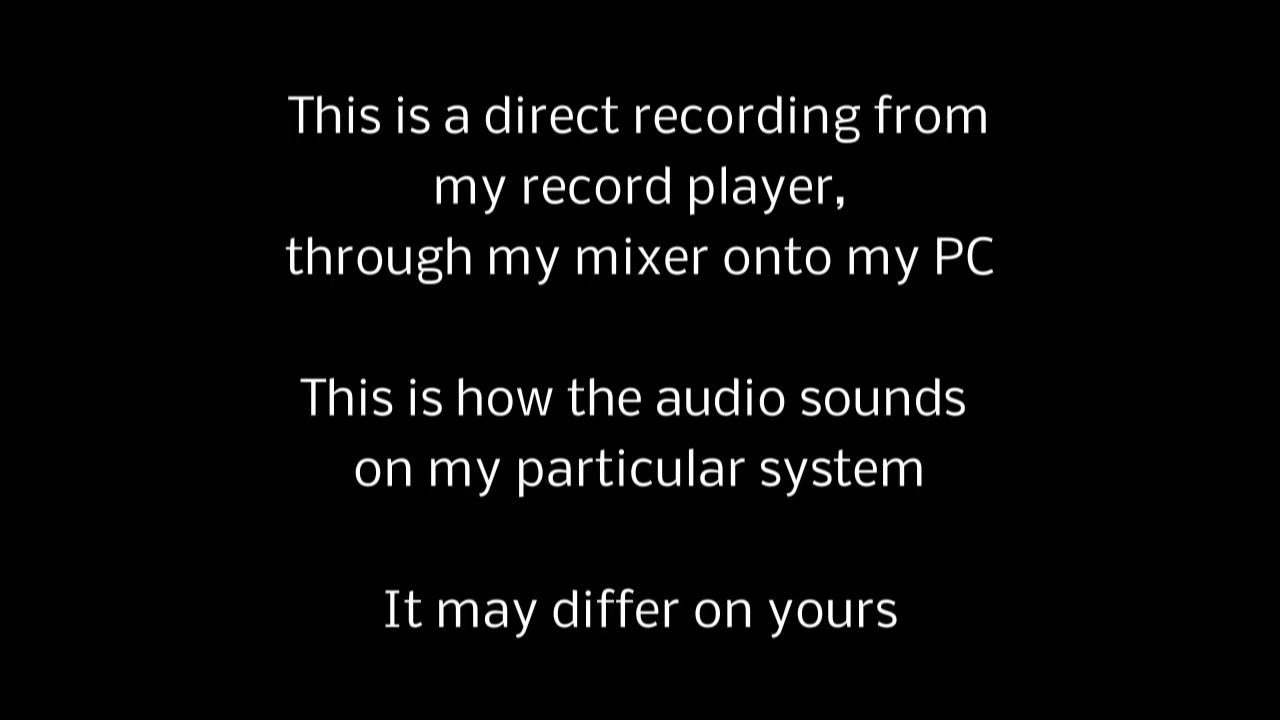 This is a direct recording from
my record player,
through my mixer onto my PC
This is how the audio sounds
on my particular system
It may differ on yours